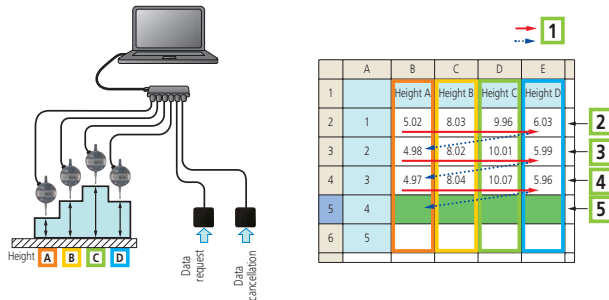 Height A B C D
Data request
Data cancellation
1
A B C D E
1 Height A Height B Height C Height D
2 1 5.02 8.03 9.96 6.03 2
3 2 4.98 8.02 10.01 5.99 3
4 3 4.97 8.04 10.07 5.96 4
5 4 5
6 5